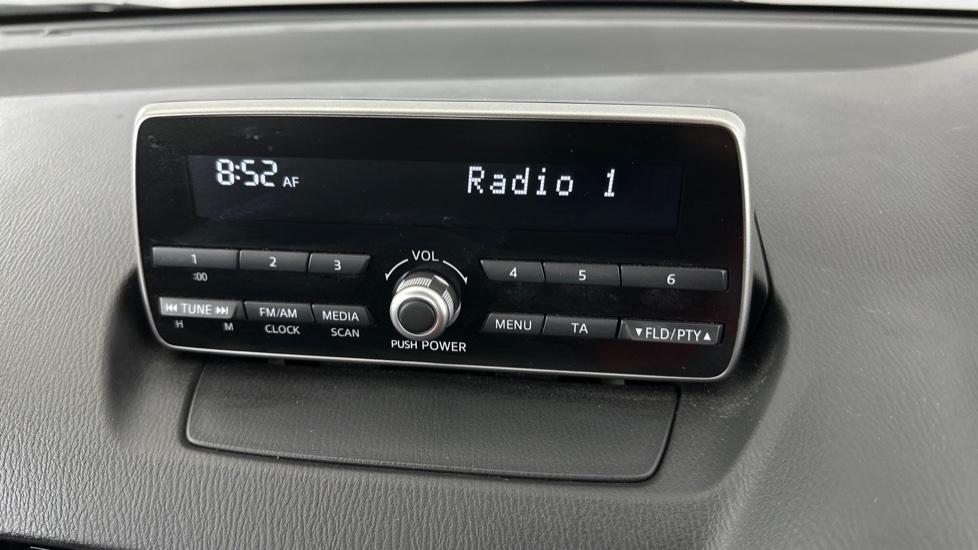 8:52 AF Radio 1
VOL
1 2 3 4 5 6
:00
⏮ TUNE ⏭ FM/AM MEDIA MENU TA ▼FLD/PTY▲
H M CLOCK SCAN
PUSH POWER